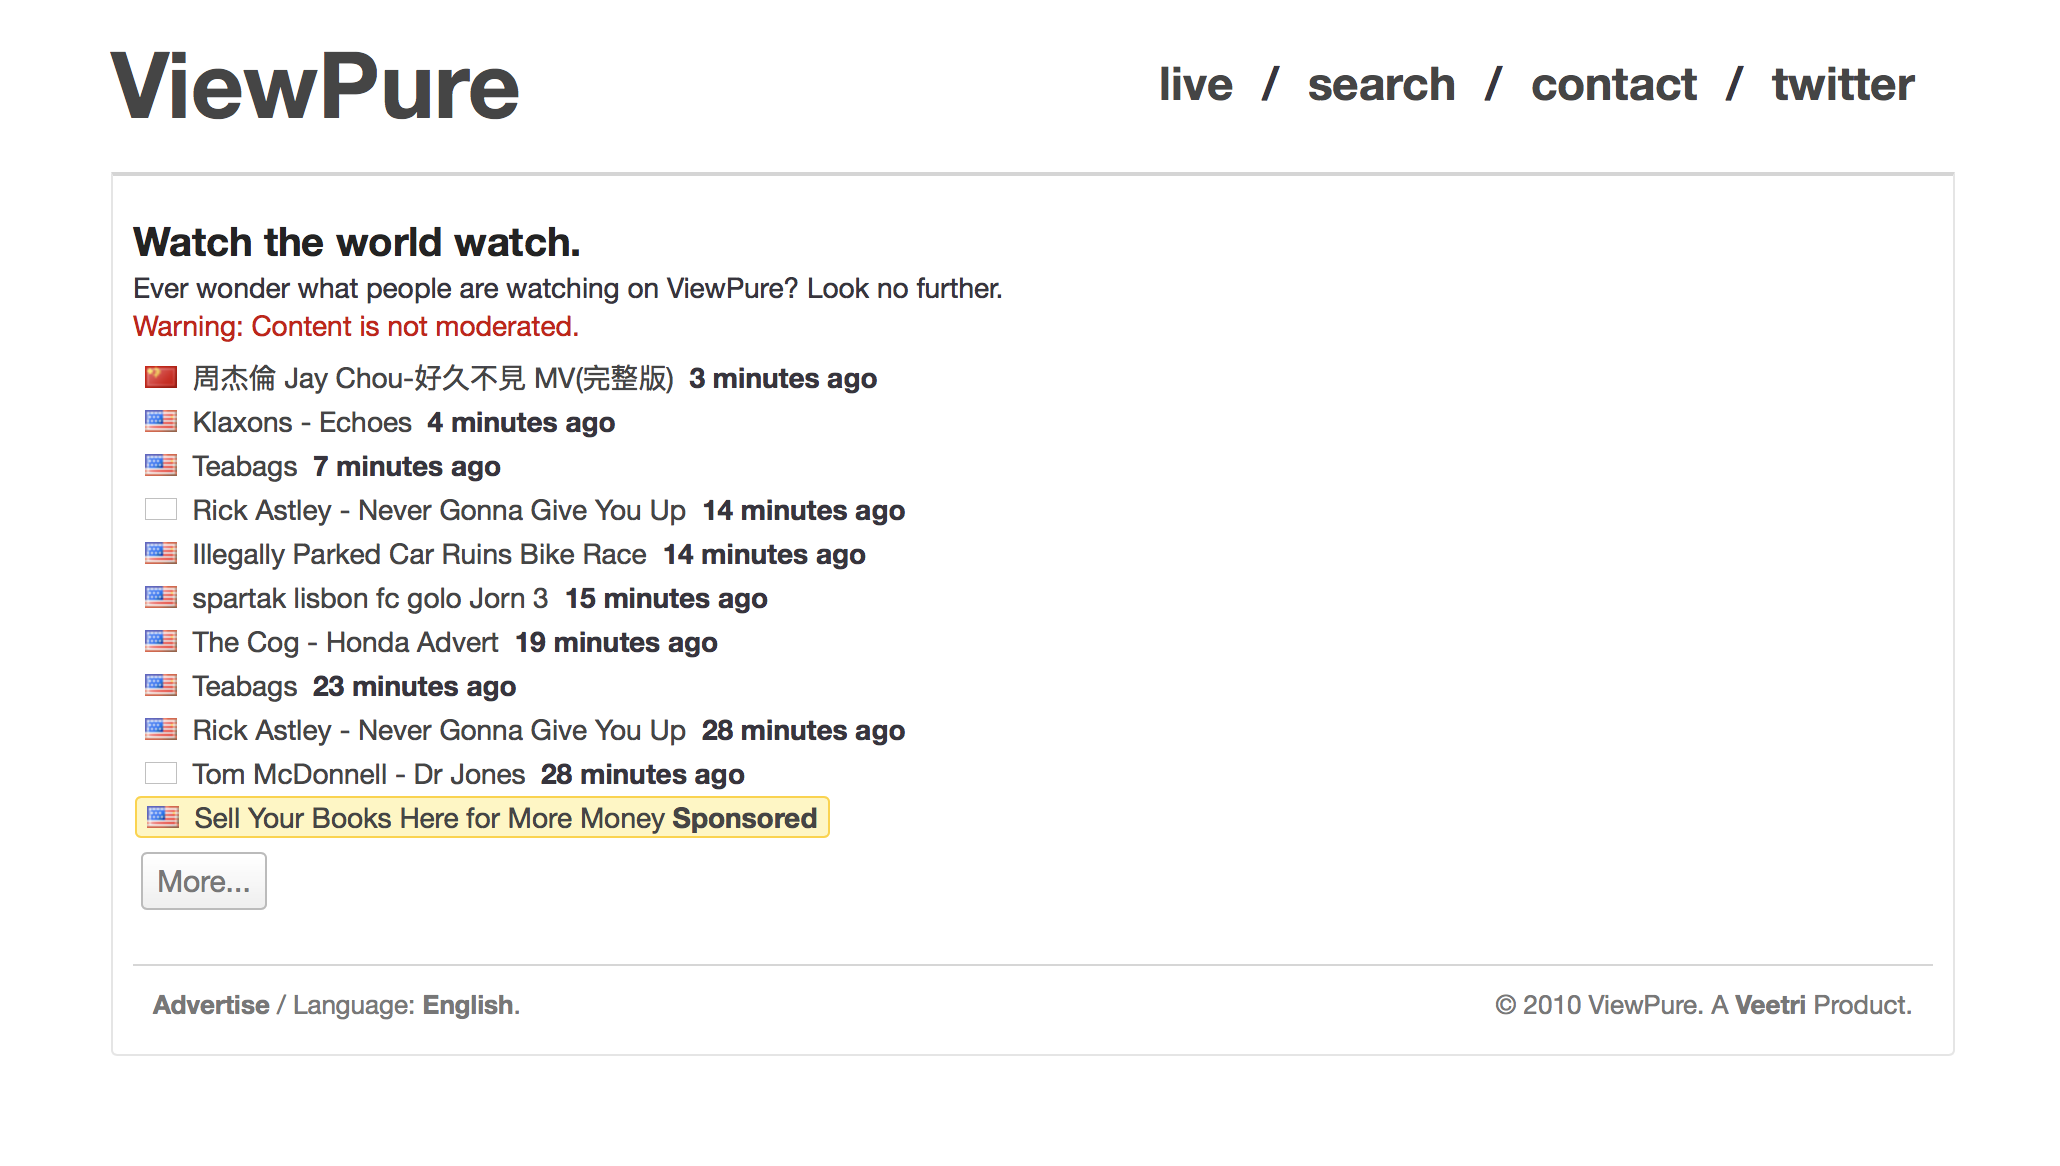 ViewPure
live / search / contact / twitter
Watch the world watch.
Ever wonder what people are watching on ViewPure? Look no further.
Warning: Content is not moderated.
周杰倫 Jay Chou-好久不見 MV(完整版) 3 minutes ago
Klaxons - Echoes 4 minutes ago
Teabags 7 minutes ago
Rick Astley - Never Gonna Give You Up 14 minutes ago
Illegally Parked Car Ruins Bike Race 14 minutes ago
spartak lisbon fc golo Jorn 3 15 minutes ago
The Cog - Honda Advert 19 minutes ago
Teabags 23 minutes ago
Rick Astley - Never Gonna Give You Up 28 minutes ago
Tom McDonnell - Dr Jones 28 minutes ago
Sell Your Books Here for More Money Sponsored
More...
Advertise / Language: English.
© 2010 ViewPure. A Veetri Product.